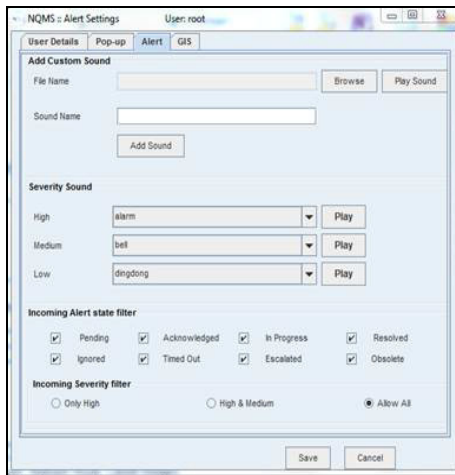 NQMS :: Alert Settings User: root
User Details Pop-up Alert GIS
Add Custom Sound
File Name Browse Play Sound
Sound Name
Add Sound
Severity Sound
High alarm Play
Medium bell Play
Low dingdong Play
Incoming Alert state filter
Pending Acknowledged In Progress Resolved
Ignored Timed Out Escalated Obsolete
Incoming Severity filter
Only High High & Medium Allow All
Save Cancel